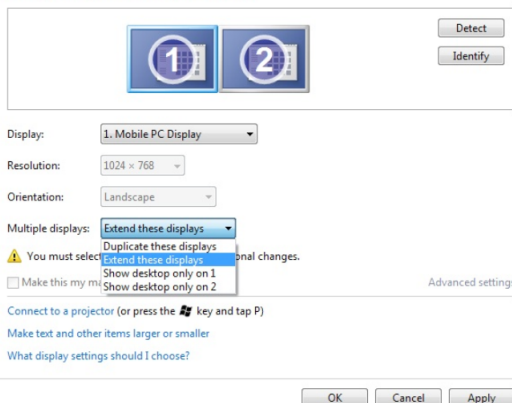 1 2
Detect
Identify
Display: 1. Mobile PC Display
Resolution: 1024 × 768
Orientation: Landscape
Multiple displays: Extend these displays
Duplicate these displays
You must select onal changes.
Extend these displays
Show desktop only on 1
Make this my ma Advanced setting
Show desktop only on 2
Connect to a projector (or press the key and tap P)
Make text and other items larger or smaller
What display settings should I choose?
OK Cancel Apply